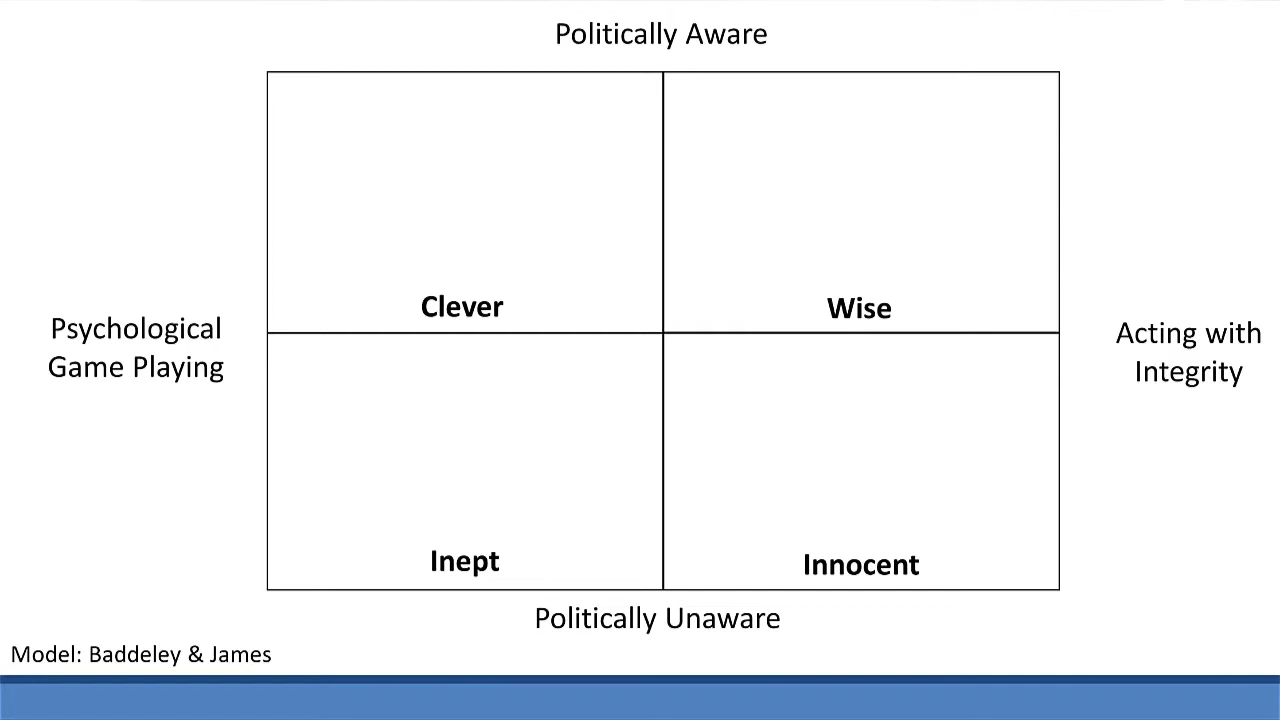 Politically Aware
Clever
Wise
Psychological
Game Playing
Acting with
Integrity
Inept
Innocent
Politically Unaware
Model: Baddeley & James